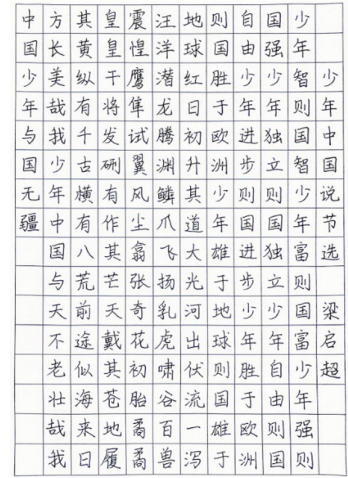 少年中国说节选 梁启超
少年智则国智少年富则国富少年强则
国强少年独立则国独立少年自由则国
自由少年进步则国进步少年胜于欧洲
则国胜于欧洲少年雄于地球则国雄于
地球红日初升其道大光河出伏流一泻
汪洋潜龙腾渊鳞爪飞扬乳虎啸谷百兽
震惶鹰隼试翼风尘翕张奇花初胎矞矞
皇皇干将发硎有作其芒天戴其苍地履
其黄纵有千古横有八荒前途似海来日
方长美哉我少年中国与天不老壮哉我
中国少年与国无疆